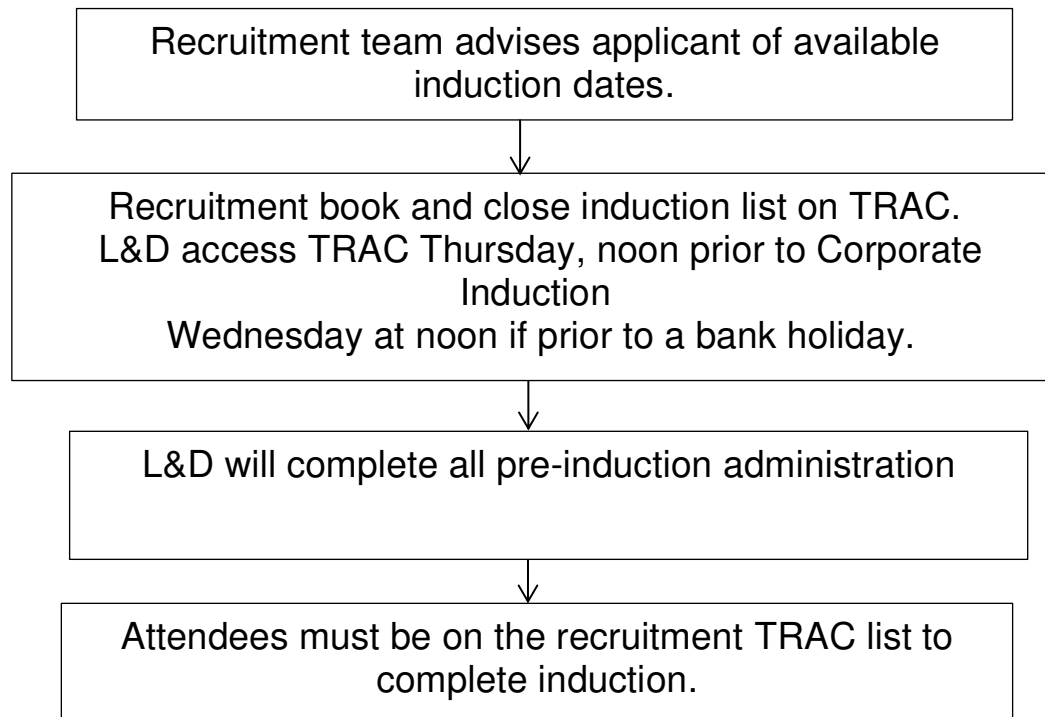 Recruitment team advises applicant of available
induction dates.
Recruitment book and close induction list on TRAC.
L&D access TRAC Thursday, noon prior to Corporate
Induction
Wednesday at noon if prior to a bank holiday.
L&D will complete all pre-induction administration
Attendees must be on the recruitment TRAC list to
complete induction.